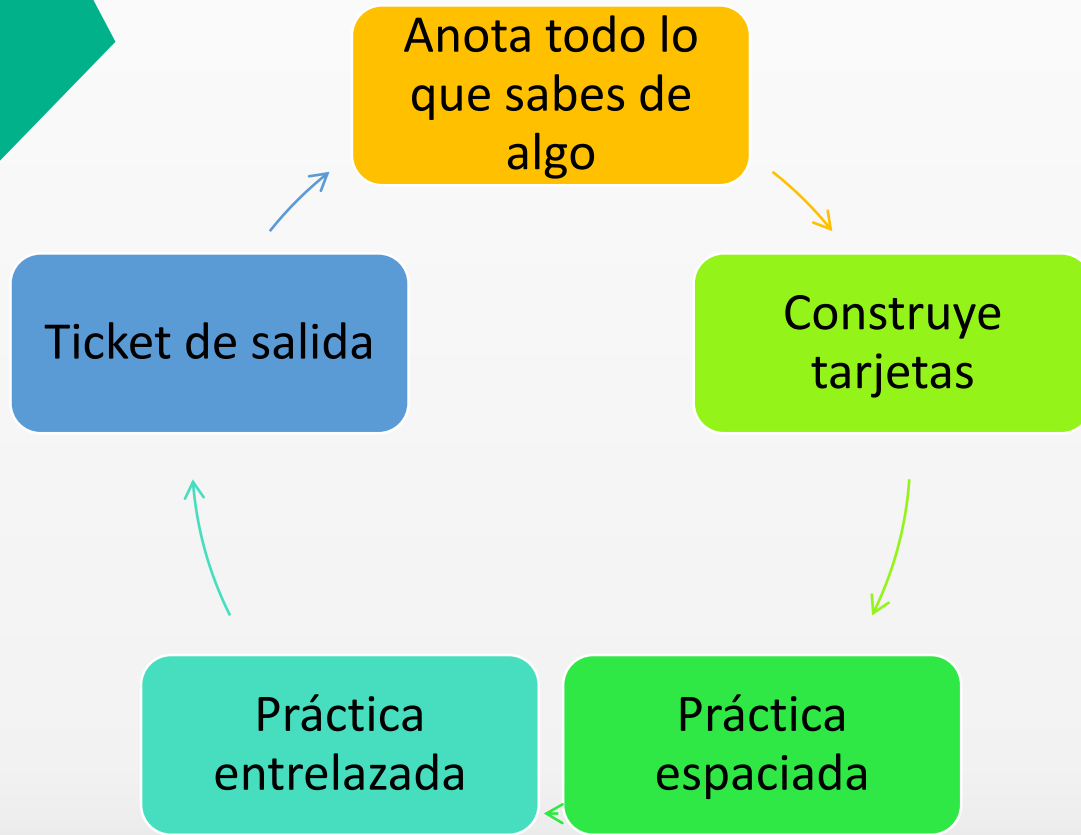 Anota todo lo
que sabes de
algo
Construye
tarjetas
Práctica
espaciada
Práctica
entrelazada
Ticket de salida